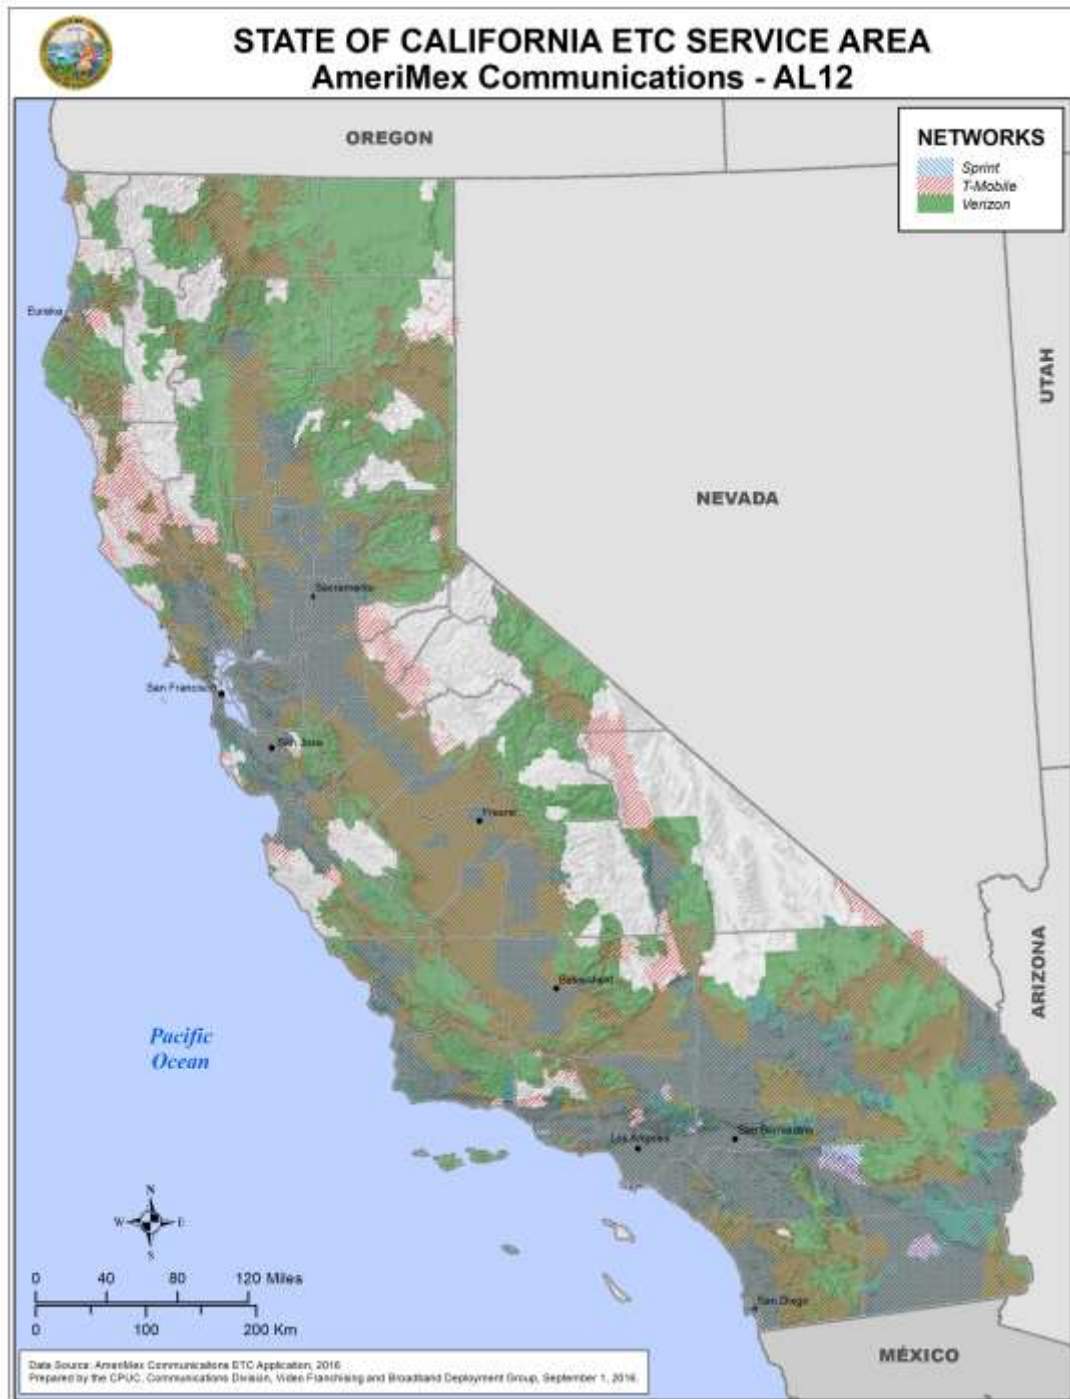 STATE OF CALIFORNIA ETC SERVICE AREA
AmeriMex Communications - AL12
OREGON
NETWORKS
Sprint
T-Mobile
Verizon
Eureka
UTAH
NEVADA
Sacramento
San Francisco
San Jose
Fresno
ARIZONA
Bakersfield
Pacific
Ocean
San Bernardino
Los Angeles
N
W E
S
0 40 80 120 Miles
0 100 200 Km
San Diego
MÉXICO
Data Source: AmeriMex Communications ETC Application, 2016
Prepared by the CPUC, Communications Division, Video Franchising and Broadband Deployment Group, September 1, 2016.